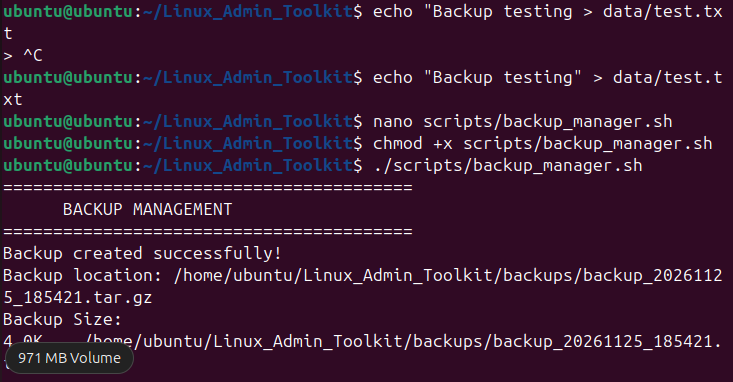 ubuntu@ubuntu:~/Linux_Admin_Toolkit$ echo "Backup testing > data/test.tx
t
> ^C
ubuntu@ubuntu:~/Linux_Admin_Toolkit$ echo "Backup testing" > data/test.t
xt
ubuntu@ubuntu:~/Linux_Admin_Toolkit$ nano scripts/backup_manager.sh
ubuntu@ubuntu:~/Linux_Admin_Toolkit$ chmod +x scripts/backup_manager.sh
ubuntu@ubuntu:~/Linux_Admin_Toolkit$ ./scripts/backup_manager.sh
=========================================
      BACKUP MANAGEMENT
=========================================
Backup created successfully!
Backup location: /home/ubuntu/Linux_Admin_Toolkit/backups/backup_2026112
5_185421.tar.gz
Backup Size:
4.0K    /home/ubuntu/Linux_Admin_Toolkit/backups/backup_20261125_185421.
971 MB Volume